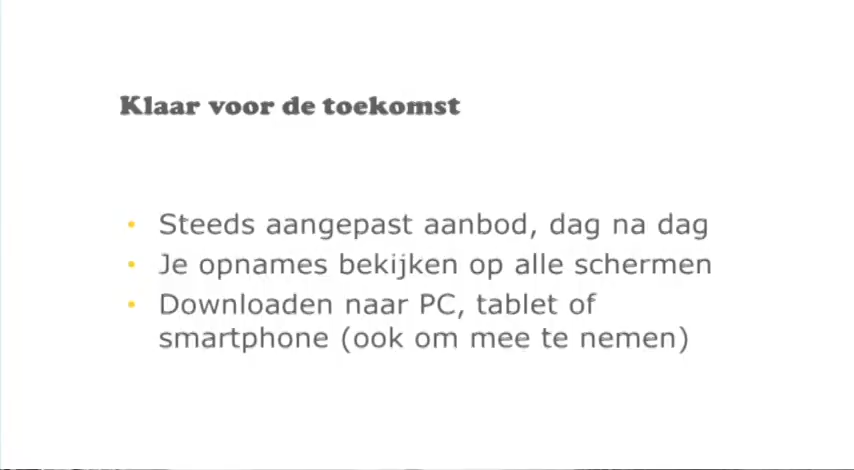 Klaar voor de toekomst
• Steeds aangepast aanbod, dag na dag
• Je opnames bekijken op alle schermen
• Downloaden naar PC, tablet of
smartphone (ook om mee te nemen)